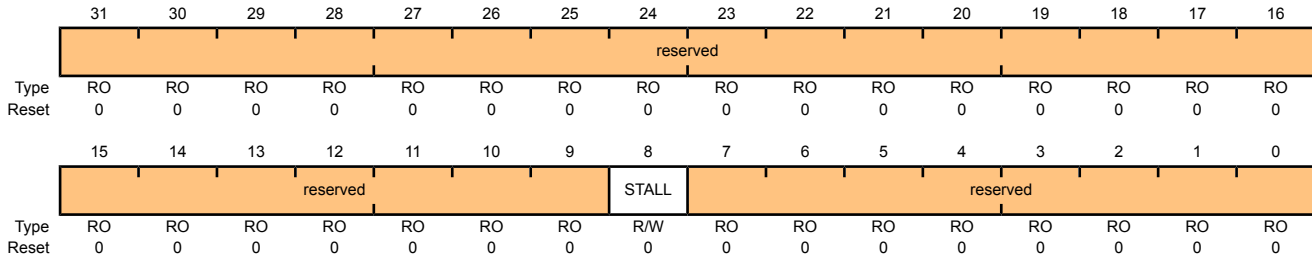 31 30 29 28 27 26 25 24 23 22 21 20 19 18 17 16
reserved
Type RO RO RO RO RO RO RO RO RO RO RO RO RO RO RO RO
Reset 0 0 0 0 0 0 0 0 0 0 0 0 0 0 0 0
15 14 13 12 11 10 9 8 7 6 5 4 3 2 1 0
reserved STALL reserved
Type RO RO RO RO RO RO RO R/W RO RO RO RO RO RO RO RO
Reset 0 0 0 0 0 0 0 0 0 0 0 0 0 0 0 0